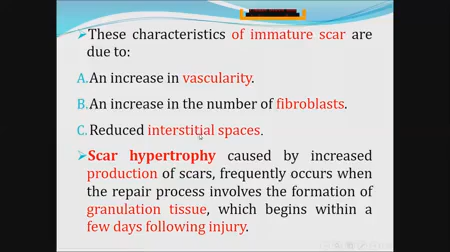 ➢These characteristics of immature scar are
due to:
A.An increase in vascularity.
B.An increase in the number of fibroblasts.
C.Reduced interstitial spaces.
➢Scar hypertrophy caused by increased
production of scars, frequently occurs when
the repair process involves the formation of
granulation tissue, which begins within a
few days following injury.